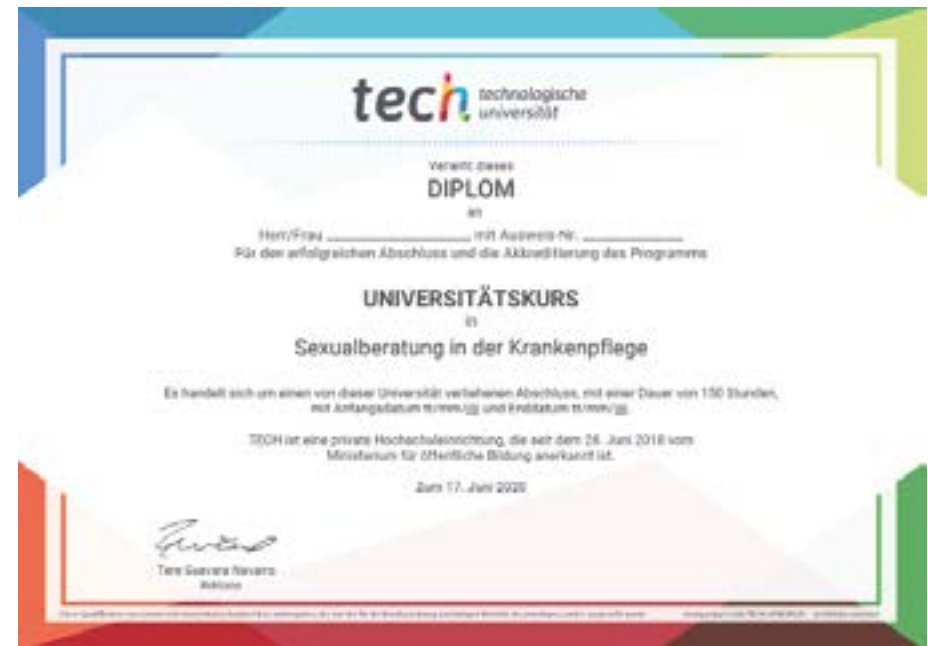 tech technologische
universität
Verleiht dieses
DIPLOM
an
Herr/Frau ____________________, mit Ausweis-Nr. ______________
Für den erfolgreichen Abschluss und die Akkreditierung des Programms
UNIVERSITÄTSKURS
in
Sexualberatung in der Krankenpflege
Es handelt sich um einen von dieser Universität verliehenen Abschluss, mit einer Dauer von 150 Stunden,
mit Anfangsdatum tt/mm/jjjj und Enddatum tt/mm/jjjj.
TECH ist eine private Hochschuleinrichtung, die seit dem 28. Juni 2018 vom
Ministerium für öffentliche Bildung anerkannt ist.
Zum 17. Juni 2020
Tere Guevara Navarro
Rektorin